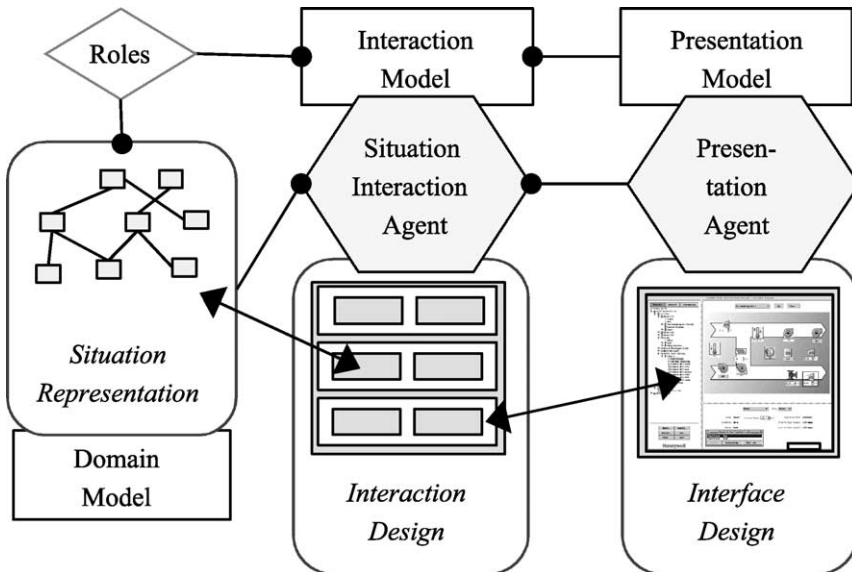 Roles
Interaction
Model
Presentation
Model
Situation
Interaction
Agent
Presen-
tation
Agent
Situation
Representation
Domain
Model
Interaction
Design
Honeywell
Interface
Design